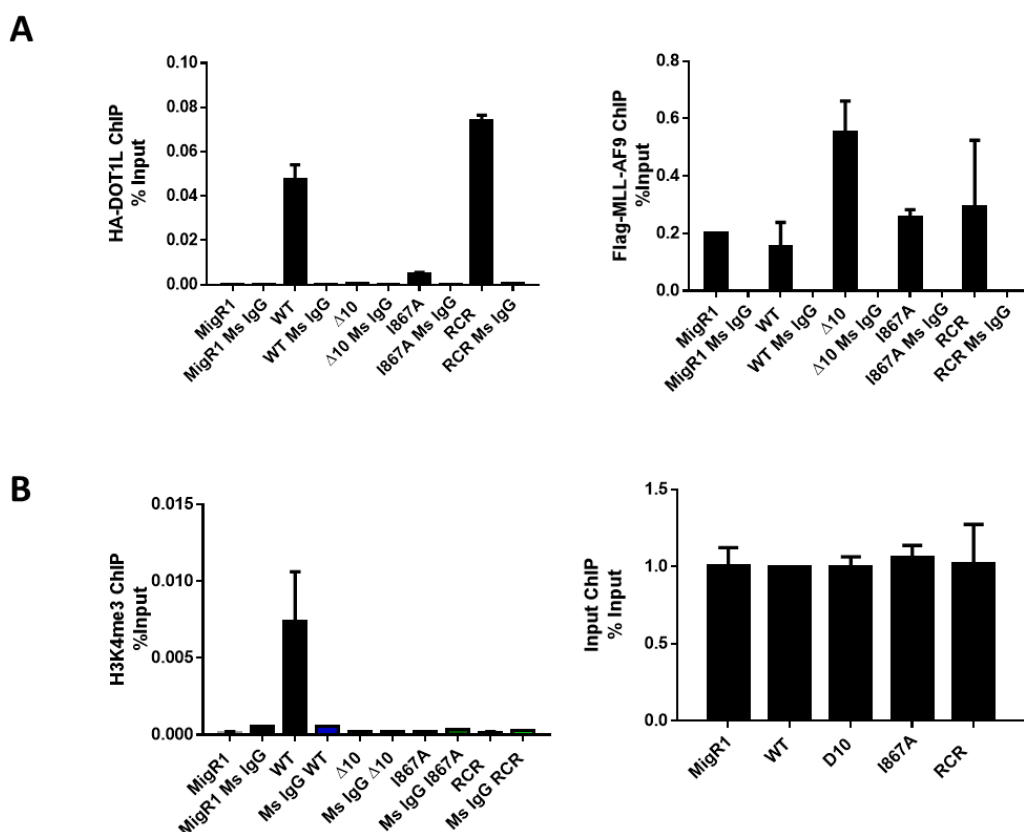 A
HA-DOT1L ChIP
% Input
0.10
0.08
0.06
0.04
0.02
0.00
MigR1
MigR1 Ms IgG
WT
WT Ms IgG
Δ10
Δ10 Ms IgG
I867A
I867A Ms IgG
RCR
RCR Ms IgG
Flag-MLL-AF9 ChIP
%Input
0.8
0.6
0.4
0.2
0.0
MigR1
MigR1 Ms IgG
WT
WT Ms IgG
Δ10
Δ10 Ms IgG
I867A
I867A Ms IgG
RCR
RCR Ms IgG
B
H3K4me3 ChIP
%Input
0.015
0.010
0.005
0.000
MigR1
MigR1 Ms IgG
WT
Ms IgG WT
Δ10
Ms IgG Δ10
I867A
Ms IgG I867A
RCR
Ms IgG RCR
Input ChIP
% Input
1.5
1.0
0.5
0.0
MigR1
WT
D10
I867A
RCR